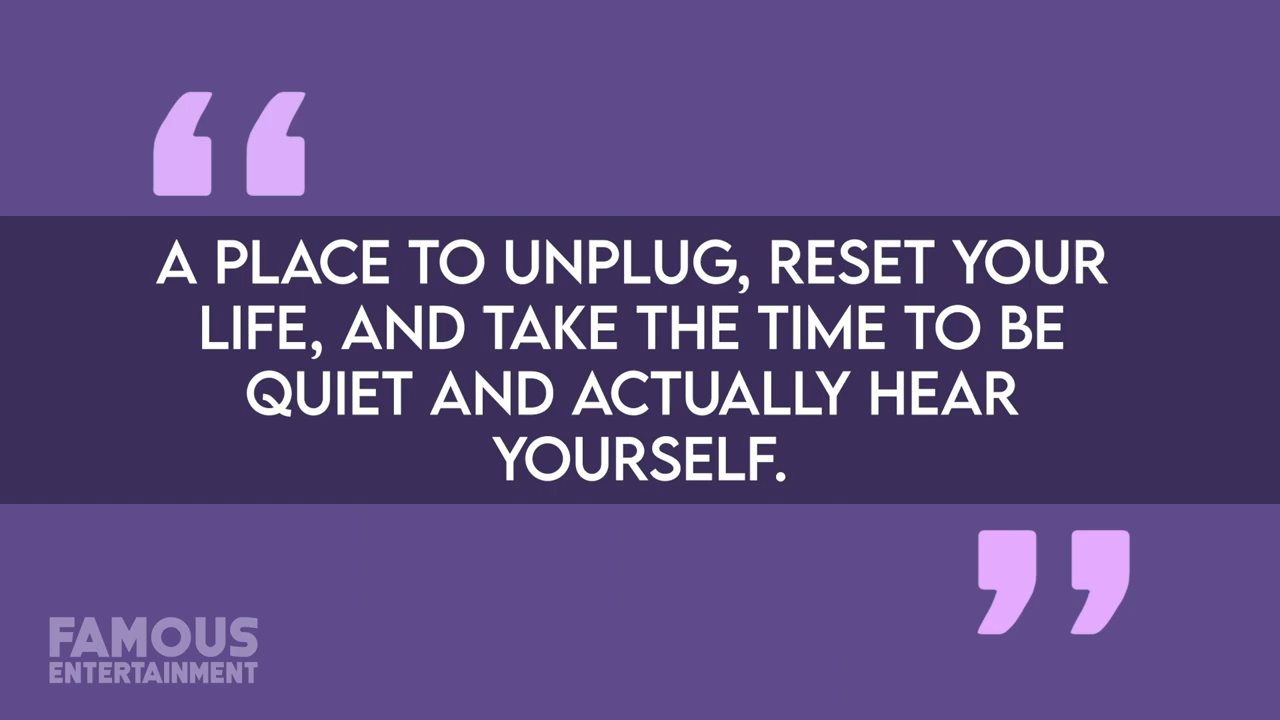 “
A PLACE TO UNPLUG, RESET YOUR
LIFE, AND TAKE THE TIME TO BE
QUIET AND ACTUALLY HEAR
YOURSELF.
”
FAMOUS
ENTERTAINMENT